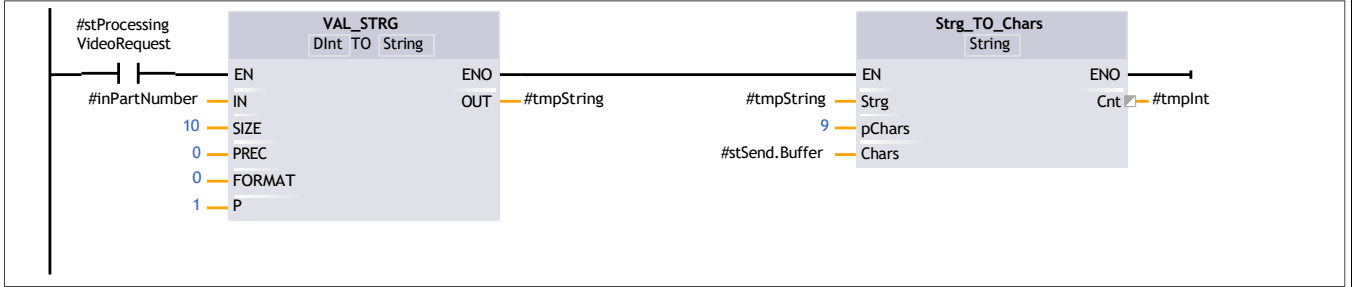 #stProcessing
VideoRequest
VAL_STRG
DInt TO String
EN
ENO
#inPartNumber
IN
OUT
#tmpString
10
SIZE
0
PREC
0
FORMAT
1
P
Strg_TO_Chars
String
EN
ENO
#tmpString
Strg
Cnt
#tmpInt
9
pChars
#stSend.Buffer
Chars